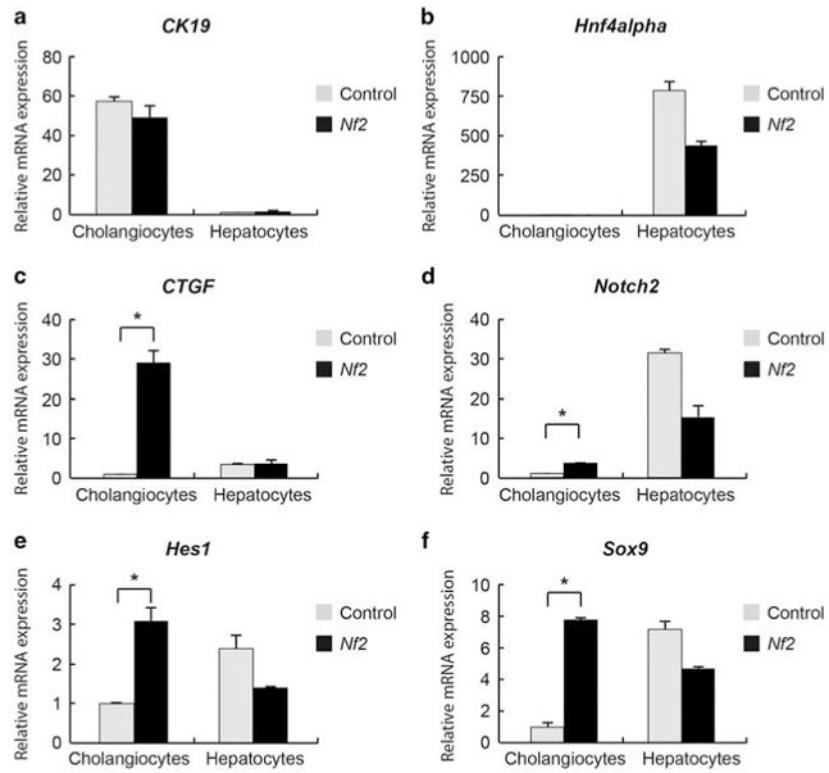 a
CK19
Relative mRNA expression
80
60
40
20
0
Cholangiocytes Hepatocytes
Control
Nf2
b
Hnf4alpha
Relative mRNA expression
1000
750
500
250
0
Cholangiocytes Hepatocytes
Control
Nf2
c
CTGF
Relative mRNA expression
40
30
20
10
0
*
Cholangiocytes Hepatocytes
Control
Nf2
d
Notch2
Relative mRNA expression
40
30
20
10
0
*
Cholangiocytes Hepatocytes
Control
Nf2
e
Hes1
Relative mRNA expression
4
3
2
1
0
*
Cholangiocytes Hepatocytes
Control
Nf2
f
Sox9
Relative mRNA expression
10
8
6
4
2
0
*
Cholangiocytes Hepatocytes
Control
Nf2